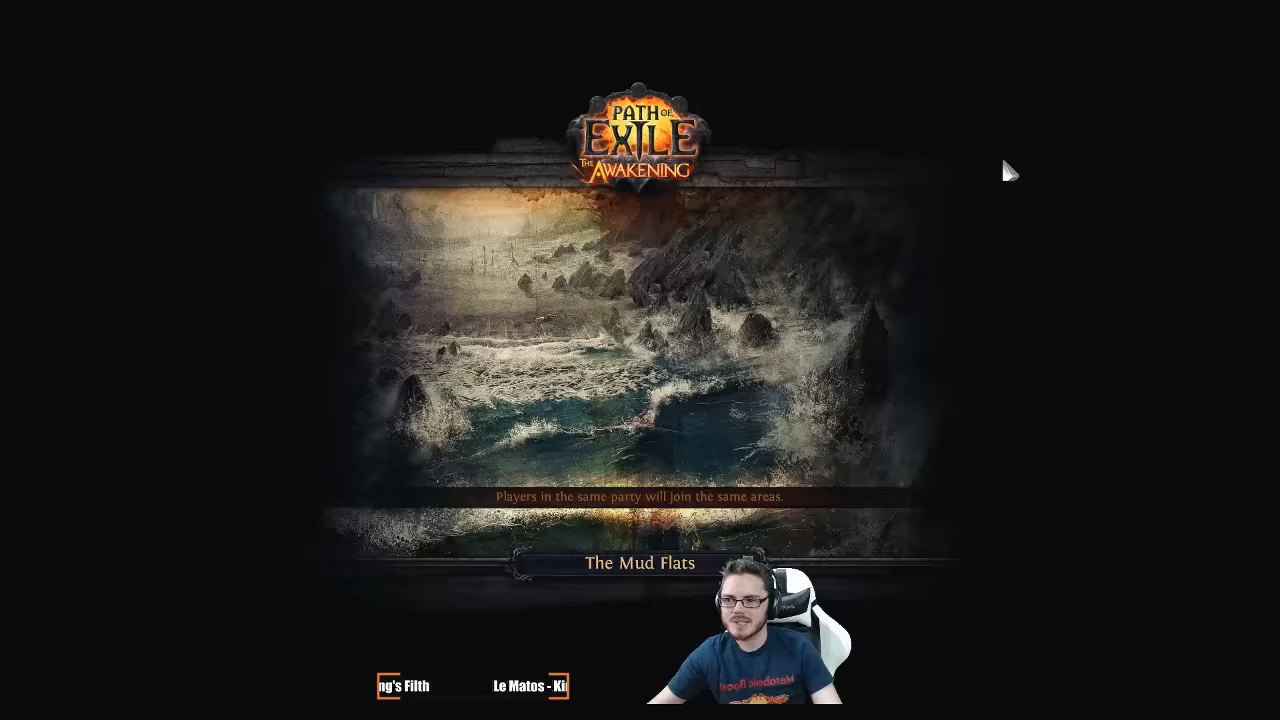 PATH OF
EXILE
THE AWAKENING
Players in the same party will join the same areas.
The Mud Flats
ng's Filth Le Matos - Ki